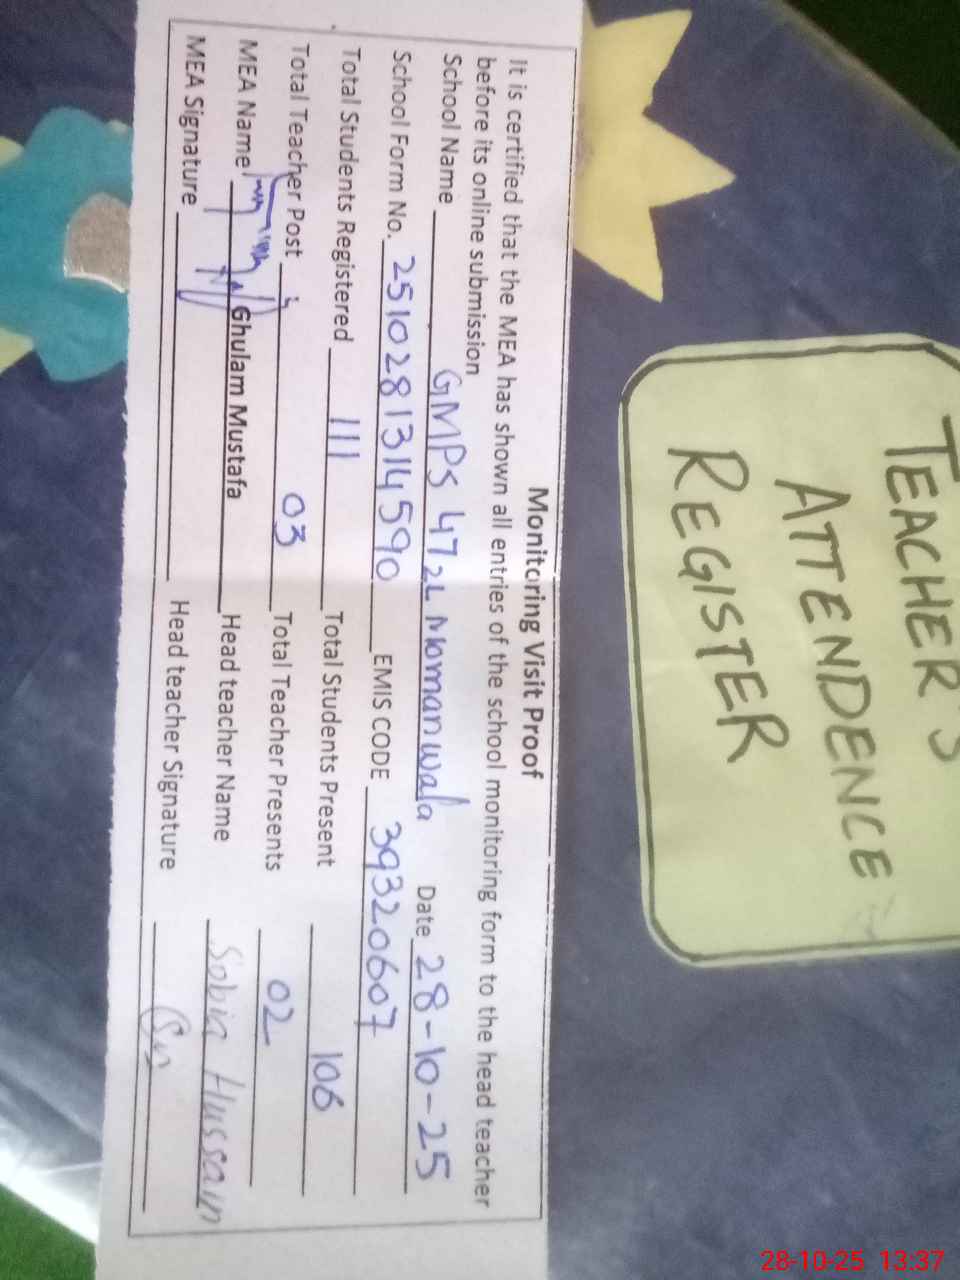 TEACHER'S
ATTENDENCE
REGISTER
Monitoring Visit Proof
It is certified that the MEA has shown all entries of the school monitoring form to the head teacher
before its online submission
School Name GMPS 47 2L Momanwala Date 28-10-25
School Form No. 2510281314590 EMIS CODE 39320607
Total Students Registered 111 Total Students Present 106
Total Teacher Post 03 Total Teacher Presents 02
MEA Name Ghulam Mustafa Head teacher Name Sobia Hussain
MEA Signature Head teacher Signature
28-10-25 13:37